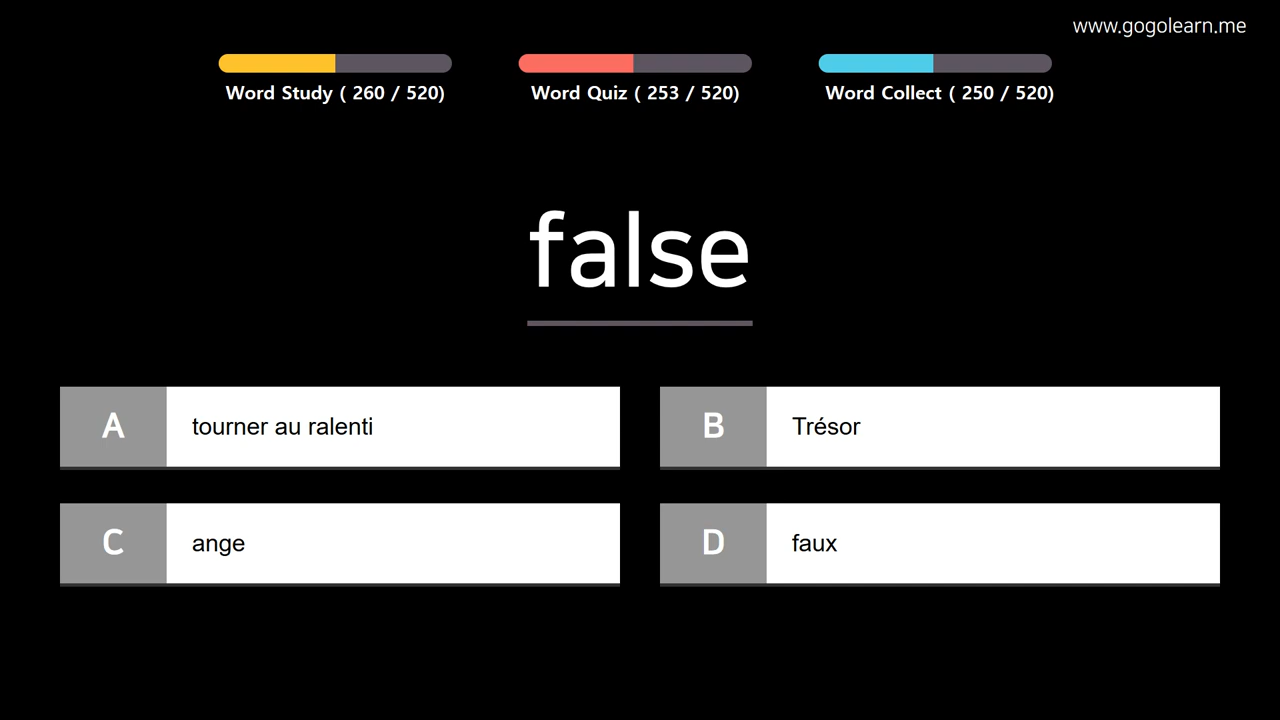 www.gogolearn.me
Word Study ( 260 / 520)
Word Quiz ( 253 / 520)
Word Collect ( 250 / 520)
false
A
tourner au ralenti
B
Trésor
C
ange
D
faux